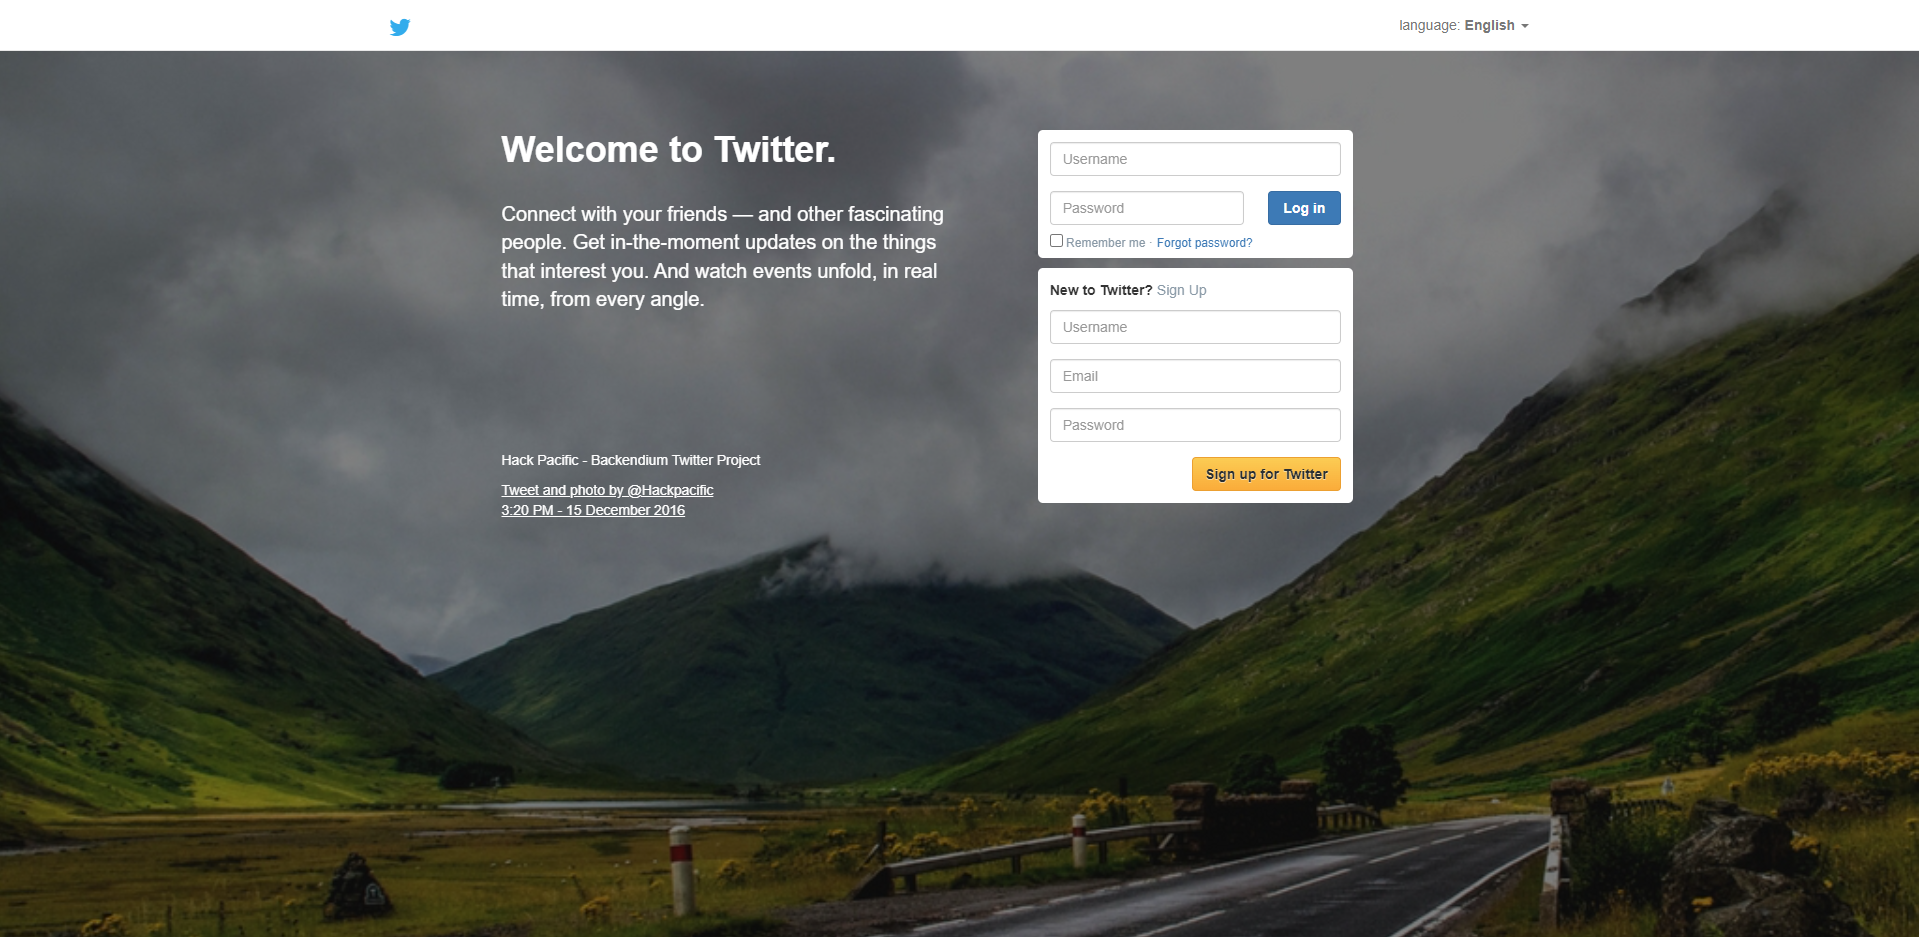 language: English
Welcome to Twitter.
Connect with your friends — and other fascinating
people. Get in-the-moment updates on the things
that interest you. And watch events unfold, in real
time, from every angle.
Hack Pacific - Backendium Twitter Project
Tweet and photo by @Hackpacific
3:20 PM - 15 December 2016
Username
Password
Log in
Remember me · Forgot password?
New to Twitter? Sign Up
Username
Email
Password
Sign up for Twitter